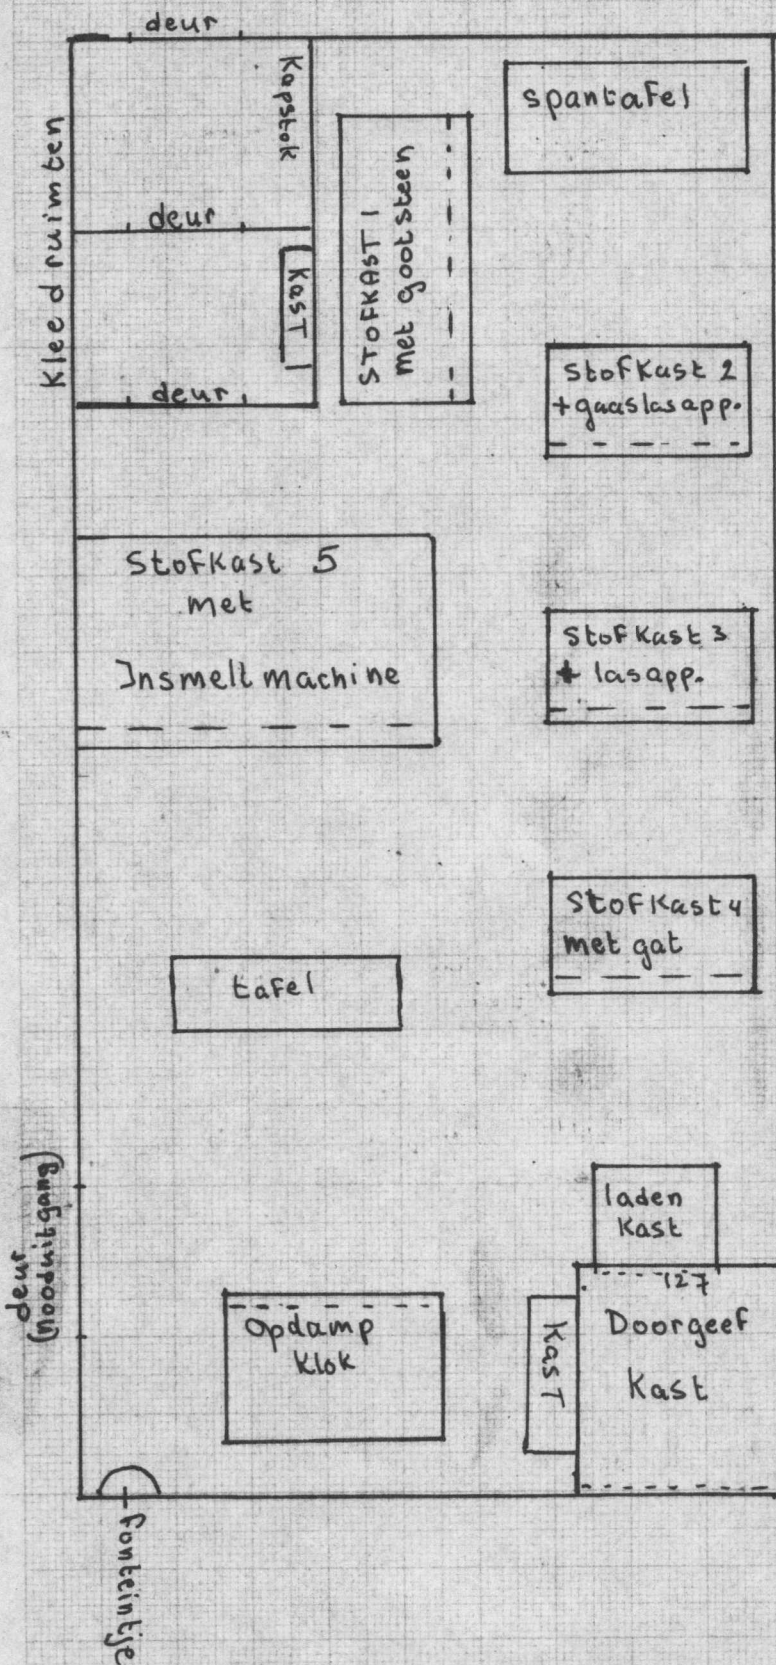 deur
Kapstok
spantafel
Kleedruimten
STOFKAST 1
met gootsteen
deur
KasT
Stofkast 2
+gaaslasapp.
deur
Stofkast 5
met
Insmeltmachine
Stofkast 3
+ lasapp.
Stofkast 4
met gat
tafel
deur
(nooduitgang)
laden
Kast
127
Opdamp
Klok
KasT
Doorgeef
Kast
fonteintje